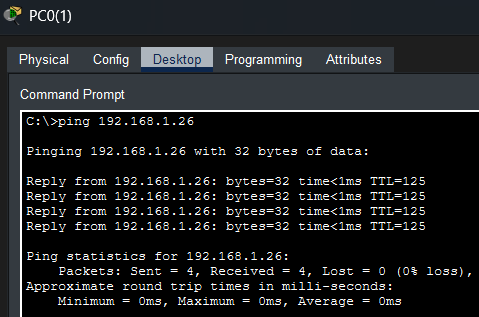 PC0(1)
Physical Config Desktop Programming Attributes
Command Prompt
C:\>ping 192.168.1.26
Pinging 192.168.1.26 with 32 bytes of data:
Reply from 192.168.1.26: bytes=32 time<1ms TTL=125
Reply from 192.168.1.26: bytes=32 time<1ms TTL=125
Reply from 192.168.1.26: bytes=32 time<1ms TTL=125
Reply from 192.168.1.26: bytes=32 time<1ms TTL=125
Ping statistics for 192.168.1.26:
Packets: Sent = 4, Received = 4, Lost = 0 (0% loss),
Approximate round trip times in milli-seconds:
Minimum = 0ms, Maximum = 0ms, Average = 0ms